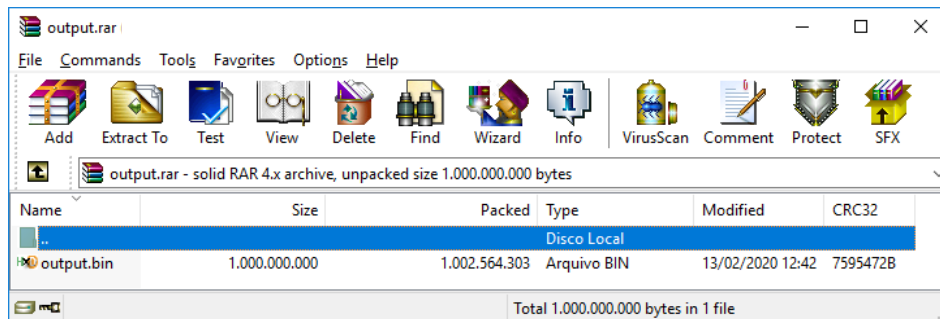 output.rar
File Commands Tools Favorites Options Help
Add Extract To Test View Delete Find Wizard Info VirusScan Comment Protect SFX
output.rar - solid RAR 4.x archive, unpacked size 1.000.000.000 bytes
Name Size Packed Type Modified CRC32
.. Disco Local
output.bin 1.000.000.000 1.002.564.303 Arquivo BIN 13/02/2020 12:42 7595472B
Total 1.000.000.000 bytes in 1 file